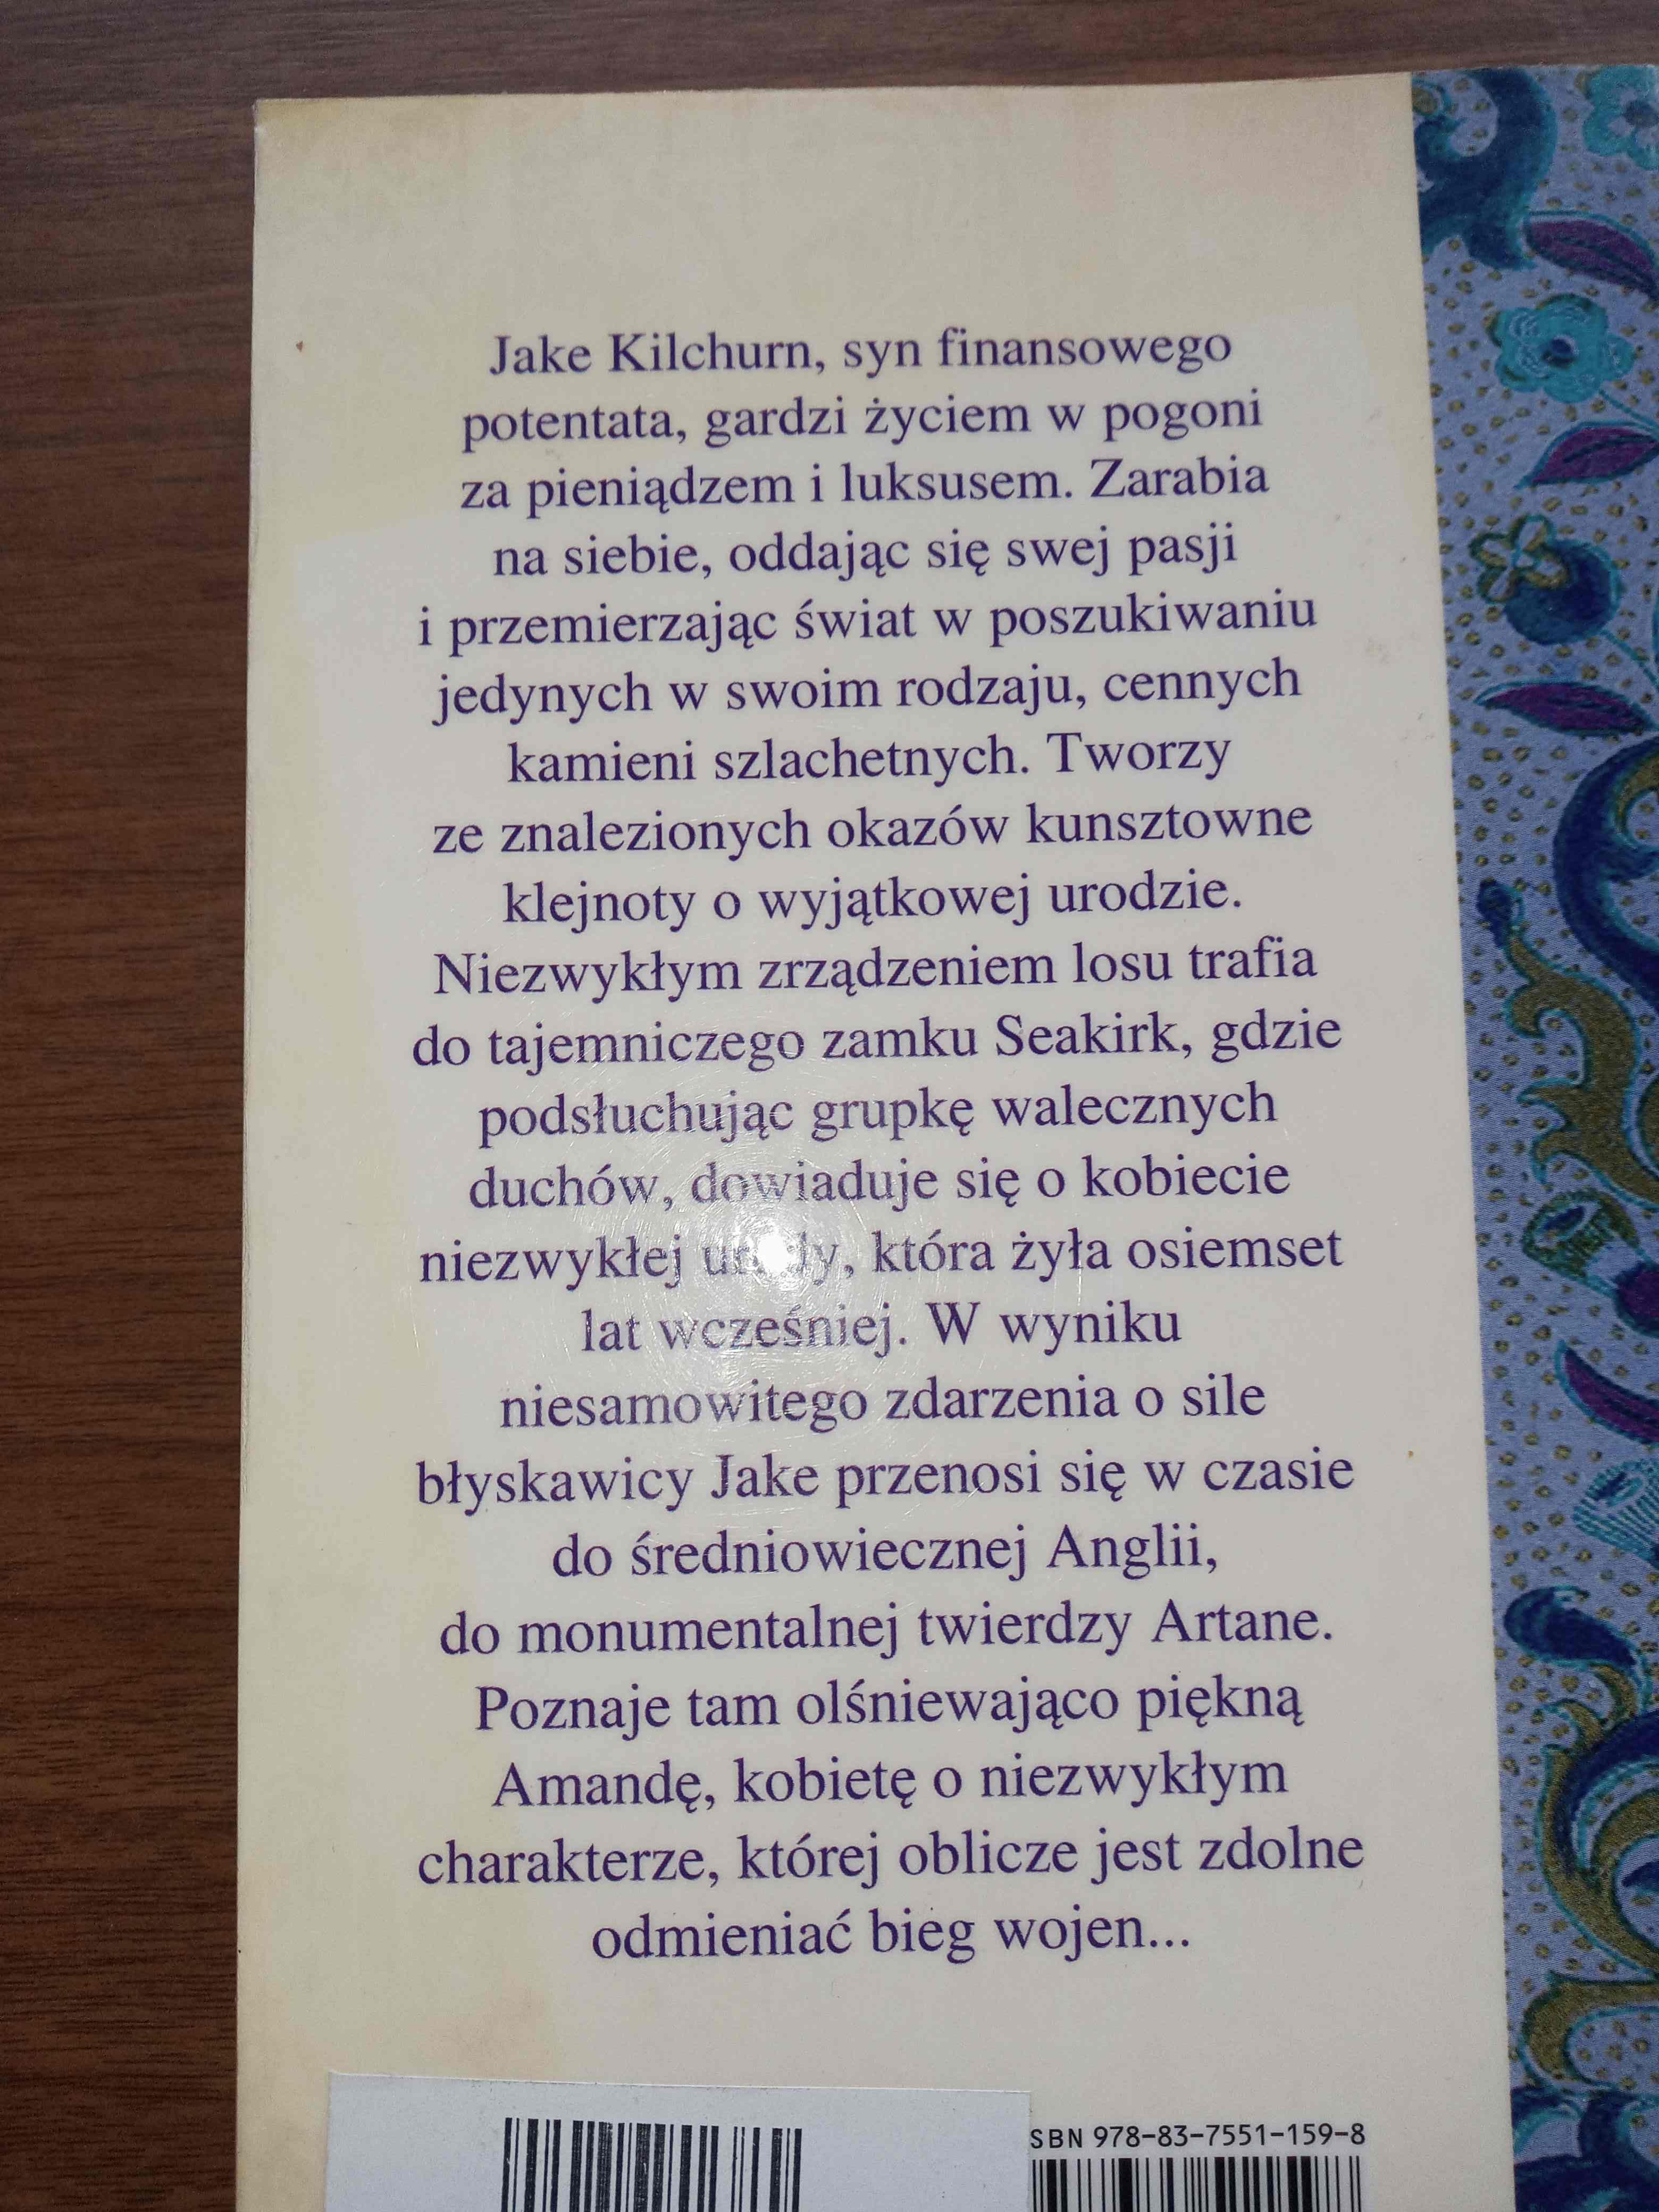 Jake Kilchurn, syn finansowego
potentata, gardzi życiem w pogoni
za pieniądzem i luksusem. Zarabia
na siebie, oddając się swej pasji
i przemierzając świat w poszukiwaniu
jedynych w swoim rodzaju, cennych
kamieni szlachetnych. Tworzy
ze znalezionych okazów kunsztowne
klejnoty o wyjątkowej urodzie.
Niezwykłym zrządzeniem losu trafia
do tajemniczego zamku Seakirk, gdzie
podsłuchując grupkę walecznych
duchów, dowiaduje się o kobiecie
niezwykłej urody, która żyła osiemset
lat wcześniej. W wyniku
niesamowitego zdarzenia o sile
błyskawicy Jake przenosi się w czasie
do średniowiecznej Anglii,
do monumentalnej twierdzy Artane.
Poznaje tam olśniewająco piękną
Amandę, kobietę o niezwykłym
charakterze, której oblicze jest zdolne
odmieniać bieg wojen...
SBN 978-83-7551-159-8